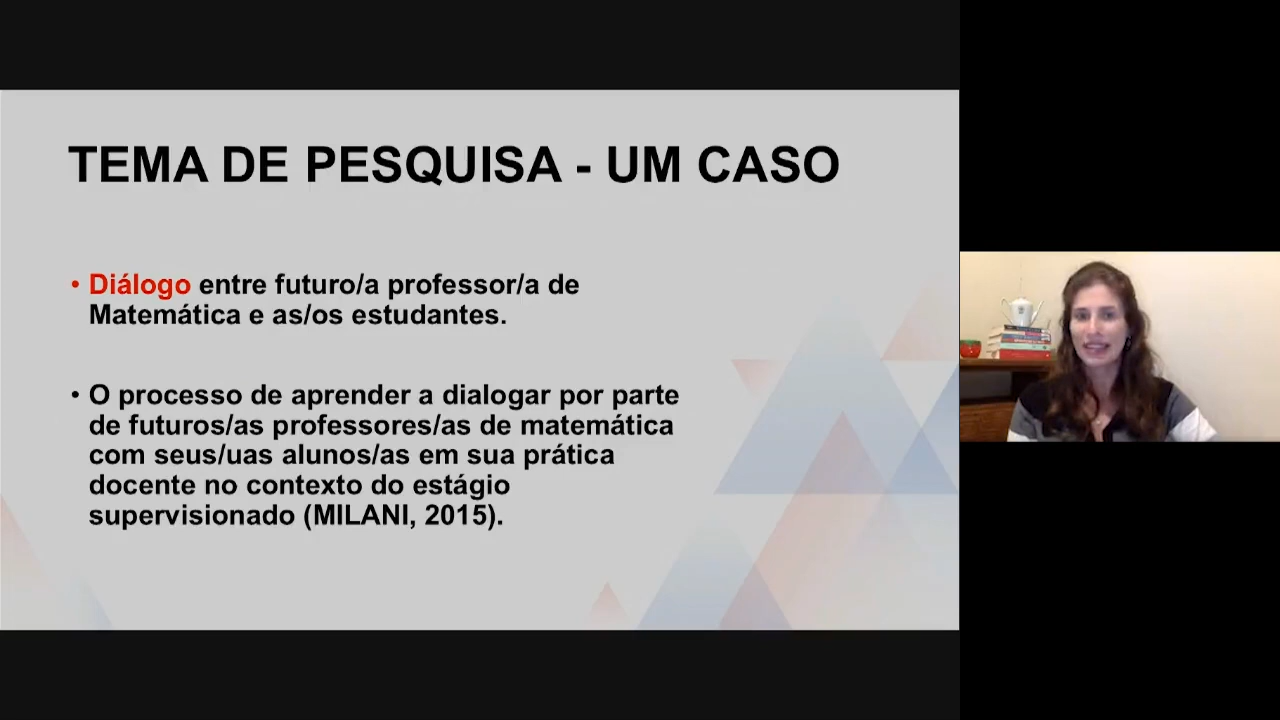 TEMA DE PESQUISA - UM CASO
• Diálogo entre futuro/a professor/a de
Matemática e as/os estudantes.
• O processo de aprender a dialogar por parte
de futuros/as professores/as de matemática
com seus/uas alunos/as em sua prática
docente no contexto do estágio
supervisionado (MILANI, 2015).